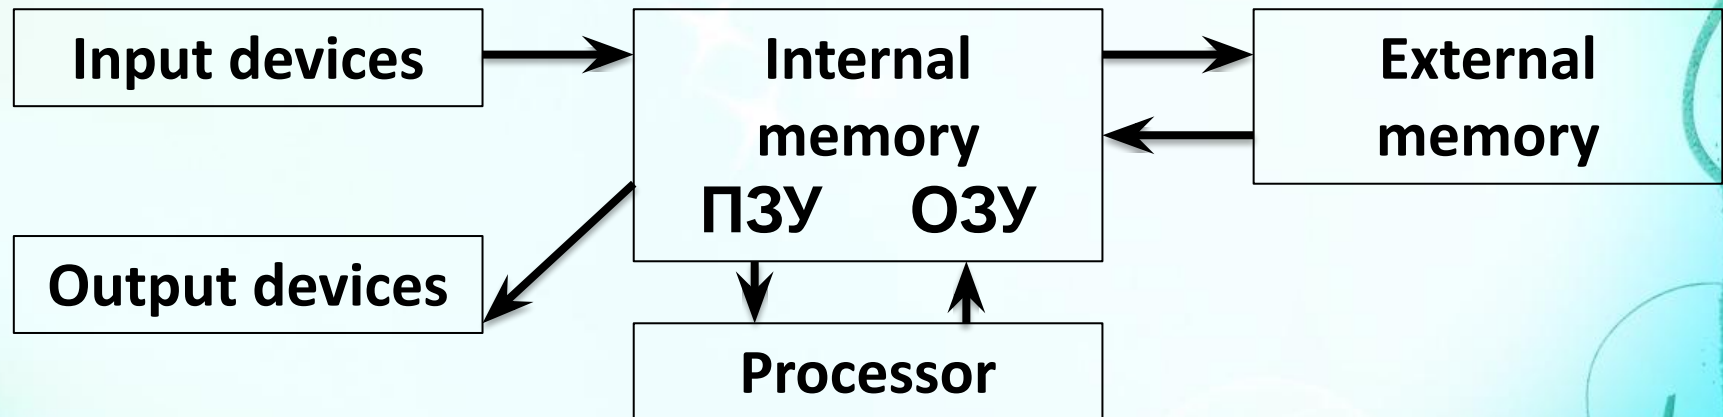 Input devices
Internal
memory
ПЗУ ОЗУ
External
memory
Output devices
Processor